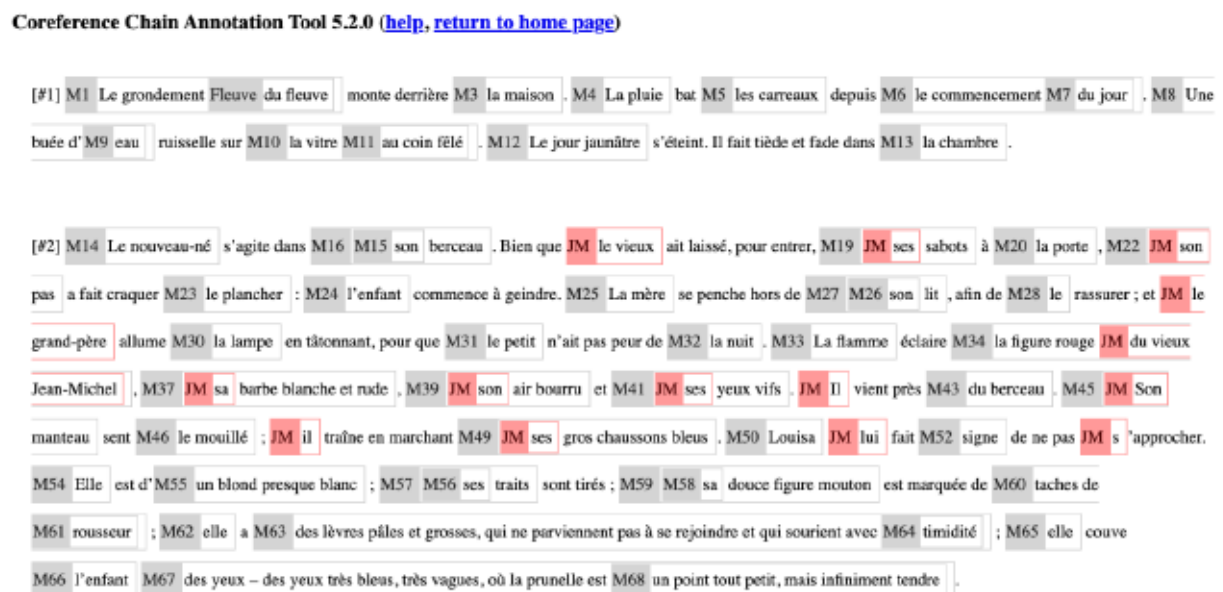 Coreference Chain Annotation Tool 5.2.0 (help, return to home page)
[#1] M1 Le grondement Fleuve du fleuve monte derrière M3 la maison . M4 La pluie bat M5 les carreaux depuis M6 le commencement M7 du jour . M8 Une
buée d' M9 eau ruisselle sur M10 la vitre M11 au coin fêlé . M12 Le jour jaunâtre s'éteint. Il fait tiède et fade dans M13 la chambre .
[#2] M14 Le nouveau-né s'agite dans M16 M15 son berceau . Bien que JM le vieux ait laissé, pour entrer, M19 JM ses sabots à M20 la porte , M22 JM son
pas a fait craquer M23 le plancher : M24 l'enfant commence à geindre. M25 La mère se penche hors de M27 M26 son lit , afin de M28 le rassurer ; et JM le
grand-père allume M30 la lampe en tâtonnant, pour que M31 le petit n'ait pas peur de M32 la nuit . M33 La flamme éclaire M34 la figure rouge JM du vieux
Jean-Michel , M37 JM sa barbe blanche et rude , M39 JM son air bourru et M41 JM ses yeux vifs . JM Il vient près M43 du berceau . M45 JM Son
manteau sent M46 le mouillé ; JM il traîne en marchant M49 JM ses gros chaussons bleus . M50 Louisa JM lui fait M52 signe de ne pas JM s 'approcher.
M54 Elle est d' M55 un blond presque blanc ; M57 M56 ses traits sont tirés ; M59 M58 sa douce figure mouton est marquée de M60 taches de
M61 rousseur ; M62 elle a M63 des lèvres pâles et grosses, qui ne parviennent pas à se rejoindre et qui sourient avec M64 timidité ; M65 elle couve
M66 l'enfant M67 des yeux – des yeux très bleus, très vagues, où la prunelle est M68 un point tout petit, mais infiniment tendre .